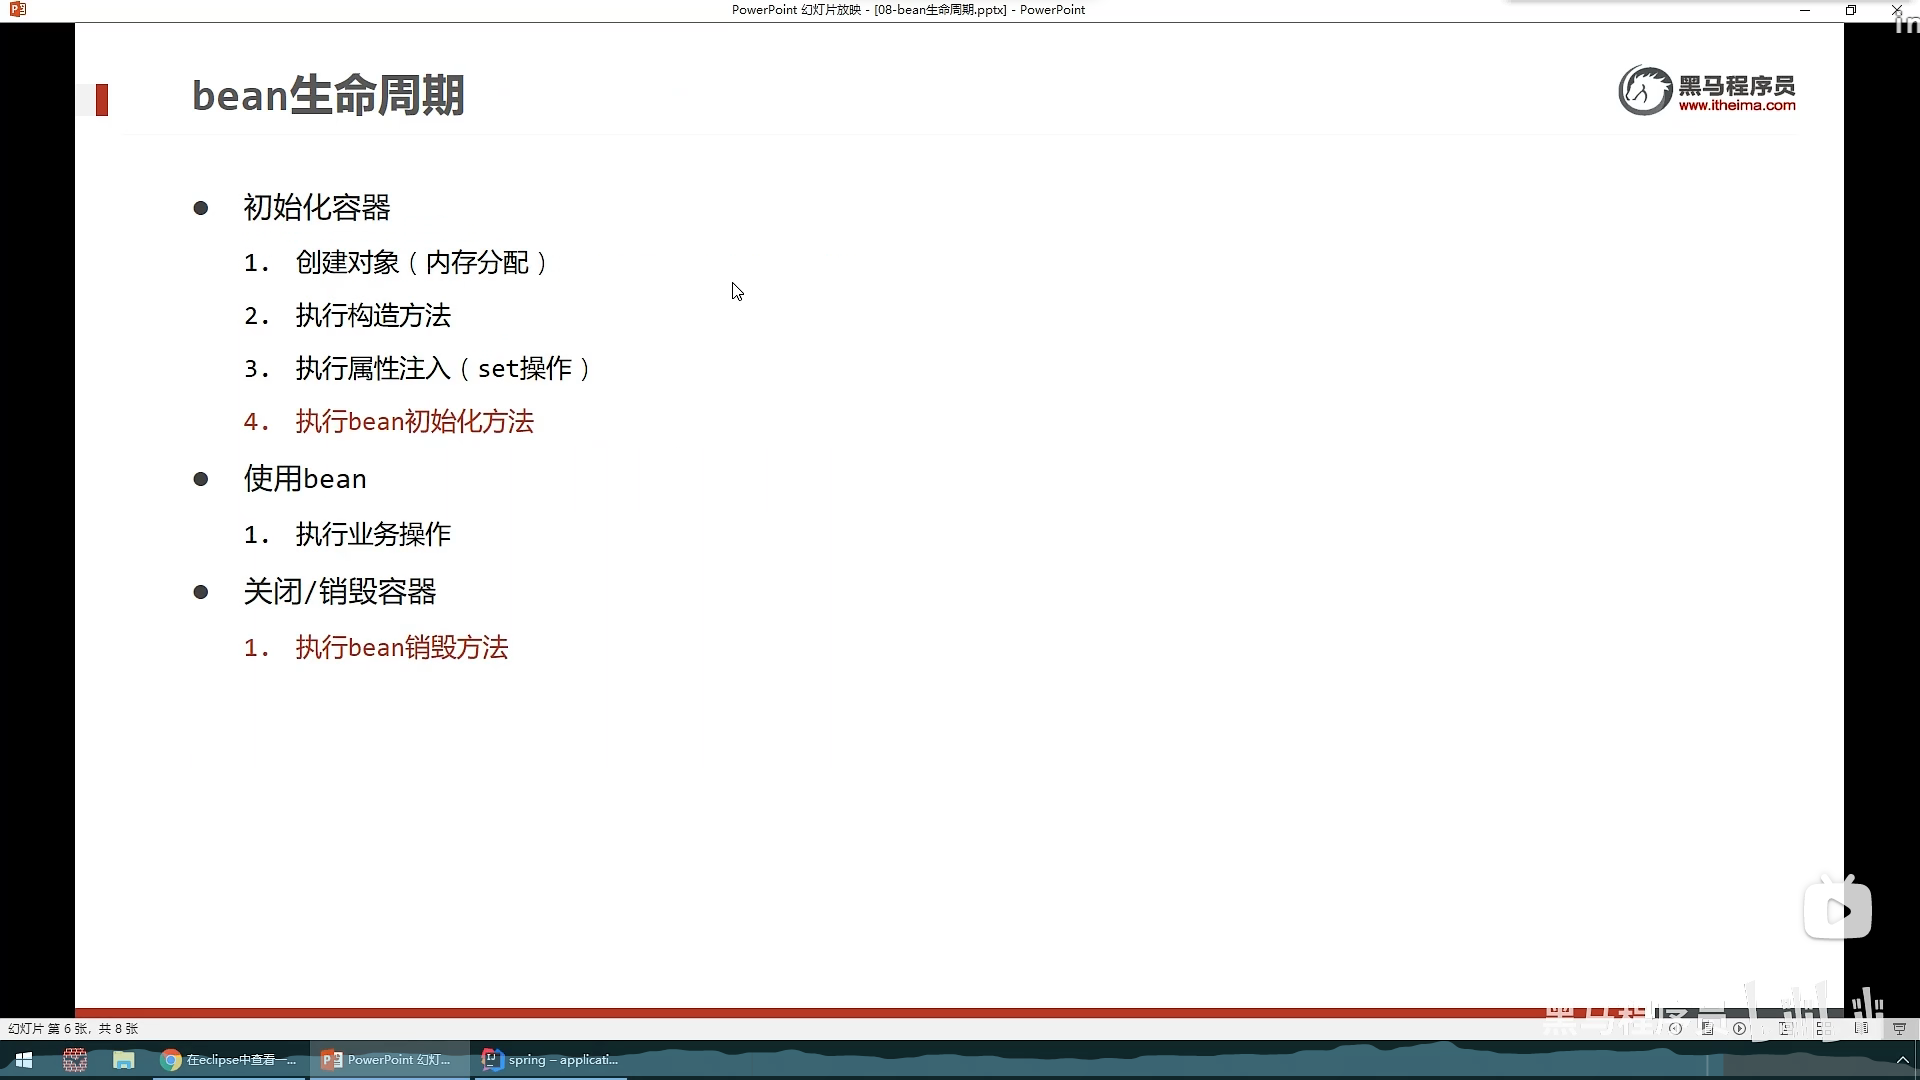 PowerPoint 幻灯片放映 - [08-bean生命周期.pptx] - PowerPoint
in
bean生命周期
黑马程序员
www.itheima.com
● 初始化容器
1. 创建对象（内存分配）
2. 执行构造方法
3. 执行属性注入（set操作）
4. 执行bean初始化方法
● 使用bean
1. 执行业务操作
● 关闭/销毁容器
1. 执行bean销毁方法
黑马程序员
幻灯片 第 6 张，共 8 张
在eclipse中查看一...
PowerPoint 幻灯...
spring – applicati...